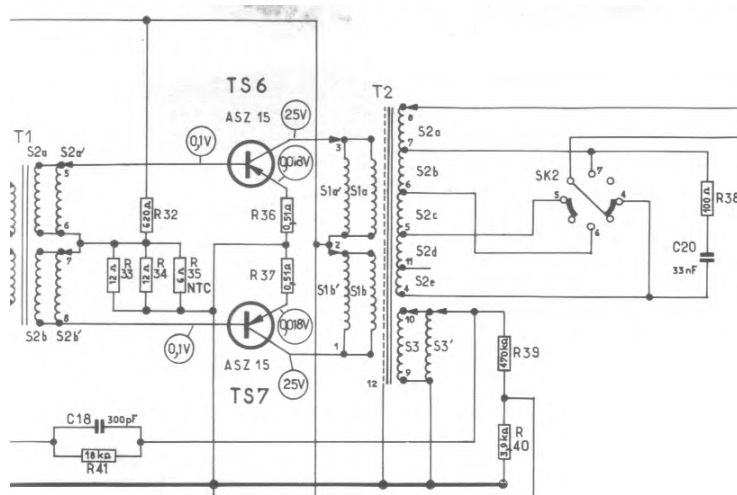 TS6
ASZ 15
25V
0,1V
0,018V
T1
S2a S2a'
5
6
7
8
S2b S2b'
R32
620Ω
R36
0,51Ω
R37
0,51Ω
R
33
12Ω
R
34
12Ω
R
35
6Ω
NTC
0,018V
0,1V
ASZ 15
25V
TS7
T2
3
S1a' S1a
2
S1b' S1b
1
12
8
S2a
7
S2b
6
S2c
5
S2d
11
S2e
4
10
S3 S3'
9
SK2
7
5
4
6
R38
100Ω
C20
33nF
R39
470kΩ
R
40
3,9kΩ
C18 300pF
18kΩ
R41